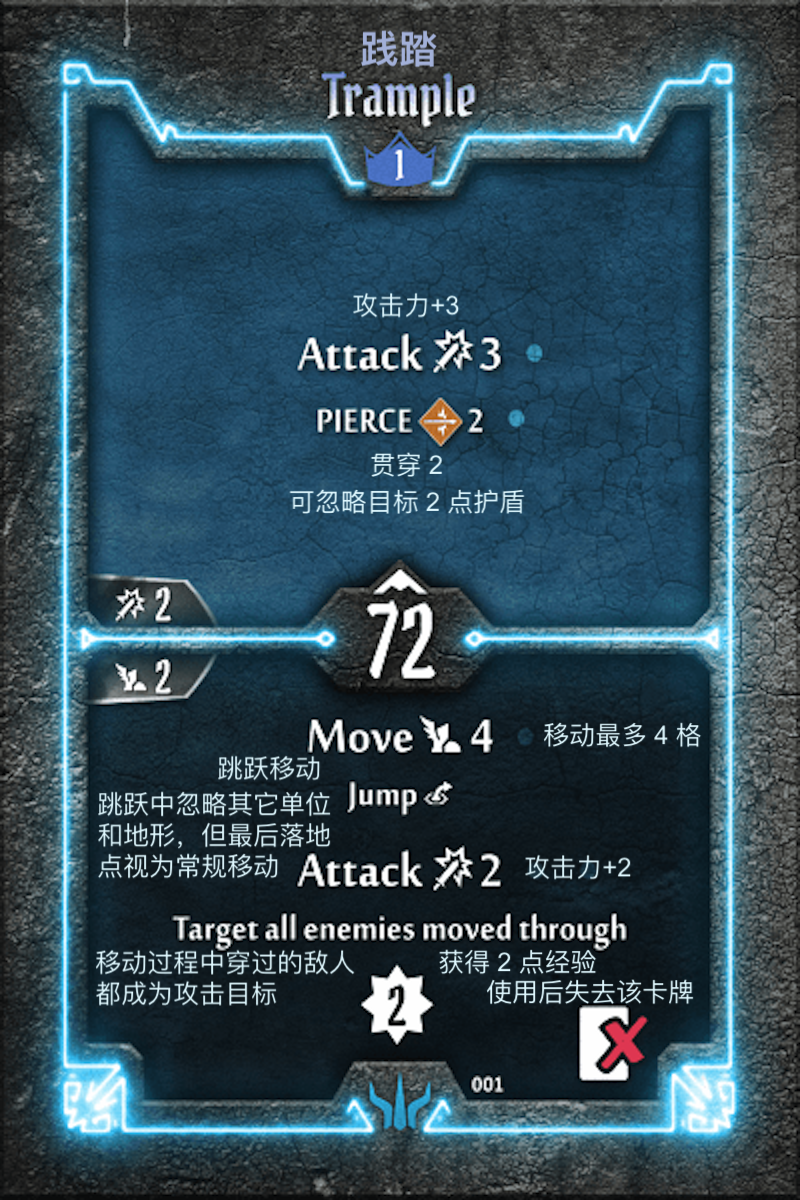 践踏
Trample
1
攻击力+3
Attack 3
PIERCE 2
贯穿 2
可忽略目标 2 点护盾
2
72
2
Move 4 移动最多 4 格
跳跃移动
Jump
跳跃中忽略其它单位
和地形，但最后落地
点视为常规移动
Attack 2 攻击力+2
Target all enemies moved through
移动过程中穿过的敌人
都成为攻击目标
获得 2 点经验
使用后失去该卡牌
2
001